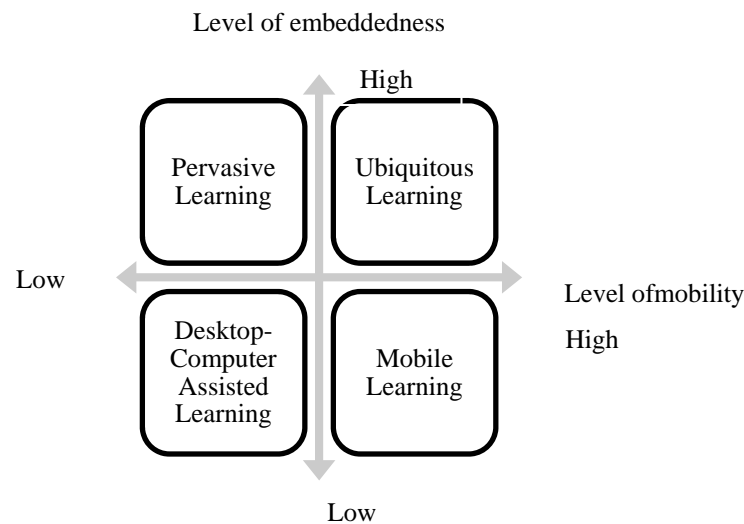 Level of embeddedness
High
Pervasive
Learning
Ubiquitous
Learning
Low
Level ofmobility
High
Desktop-
Computer
Assisted
Learning
Mobile
Learning
Low